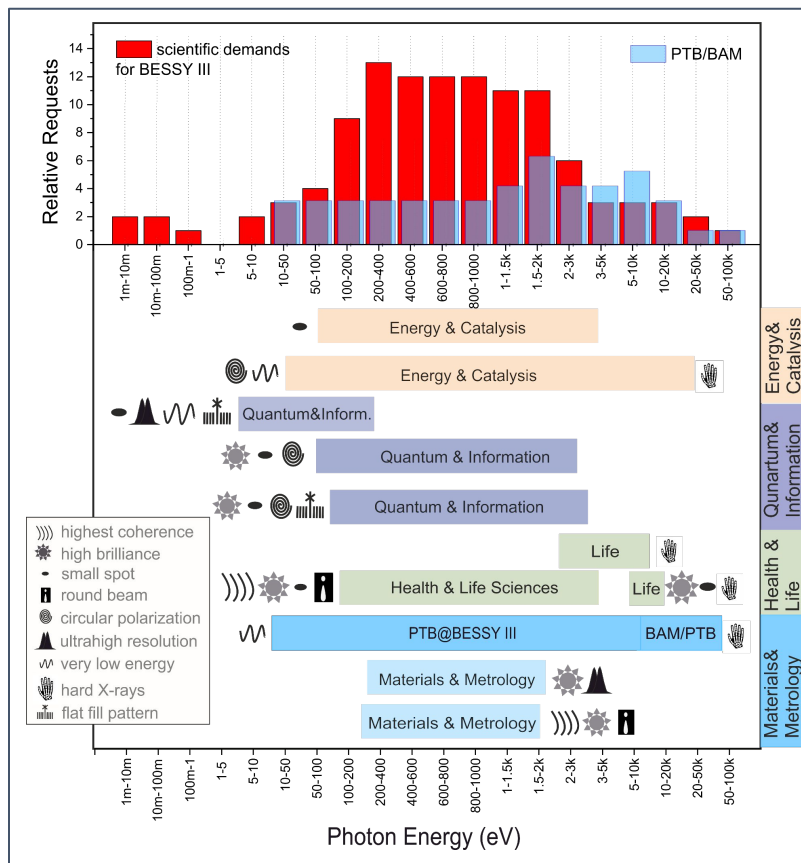 scientific demands
for BESSY III
PTB/BAM
Relative Requests
14
12
10
8
6
4
2
0
1m-10m
10m-100m
100m-1
1-5
5-10
10-50
50-100
100-200
200-400
400-600
600-800
800-1000
1-1.5k
1.5-2k
2-3k
3-5k
5-10k
10-20k
20-50k
50-100k
Energy & Catalysis
Energy & Catalysis
Quantum&Inform.
Quantum & Information
Quantum & Information
Life
Health & Life Sciences
Life
PTB@BESSY III
BAM/PTB
Materials & Metrology
Materials & Metrology
Energy&
Catalysis
Qunartum&
Information
Health &
Life
Materials&
Metrology
highest coherence
high brilliance
small spot
round beam
circular polarization
ultrahigh resolution
very low energy
hard X-rays
flat fill pattern
1m-10m
10m-100m
100m-1
1-5
5-10
10-50
50-100
100-200
200-400
400-600
600-800
800-1000
1-1.5k
1.5-2k
2-3k
3-5k
5-10k
10-20k
20-50k
50-100k
Photon Energy (eV)